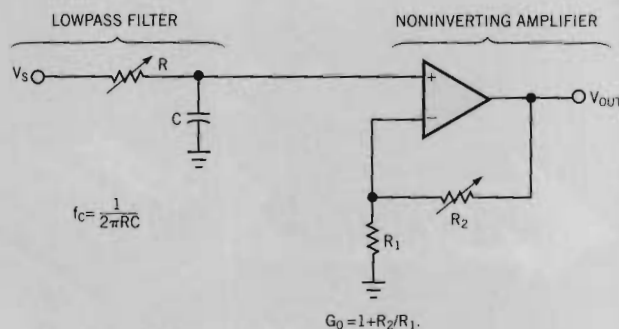 LOWPASS FILTER
NONINVERTING AMPLIFIER
VS
R
C
+
−
VOUT
R2
R1
fC=1/2πRC
G0=1+R2/R1.